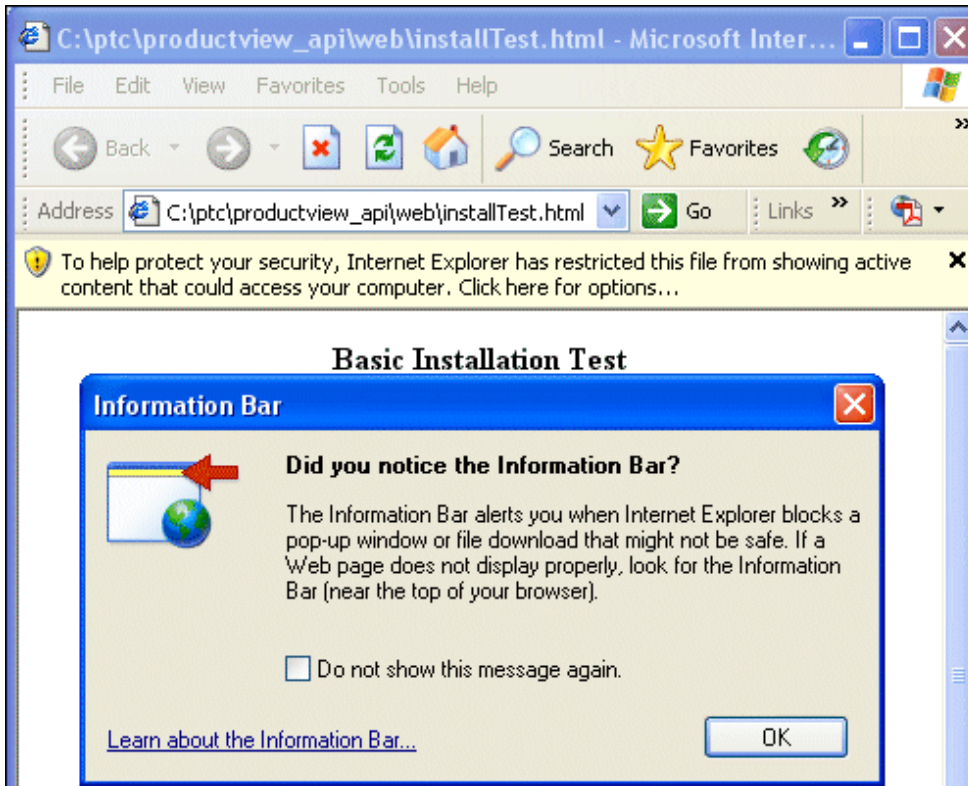 C:\ptc\productview_api\web\installTest.html - Microsoft Inter...
File Edit View Favorites Tools Help
Back Search Favorites »
Address C:\ptc\productview_api\web\installTest.html Go Links »
To help protect your security, Internet Explorer has restricted this file from showing active
content that could access your computer. Click here for options...
Basic Installation Test
Information Bar
Did you notice the Information Bar?
The Information Bar alerts you when Internet Explorer blocks a
pop-up window or file download that might not be safe. If a
Web page does not display properly, look for the Information
Bar (near the top of your browser).
Do not show this message again.
Learn about the Information Bar...
OK